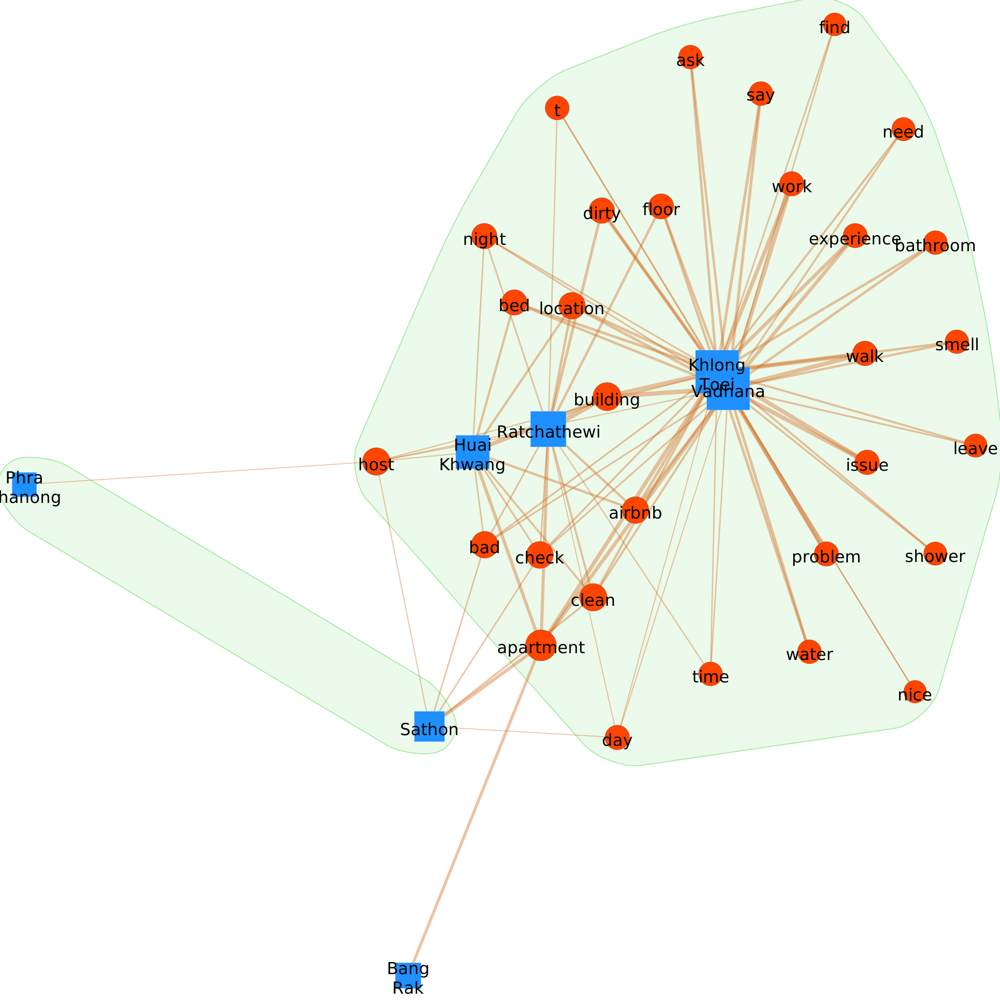 find
ask
say
t
need
work
dirty
floor
night
experience
bathroom
bed
location
smell
walk
Khlong
Toei
Vadhana
building
Ratchathewi
Huai
Khwang
host
leave
issue
Phra
hanong
airbnb
bad
check
problem
shower
clean
apartment
water
time
nice
Sathon
day
Bang
Rak